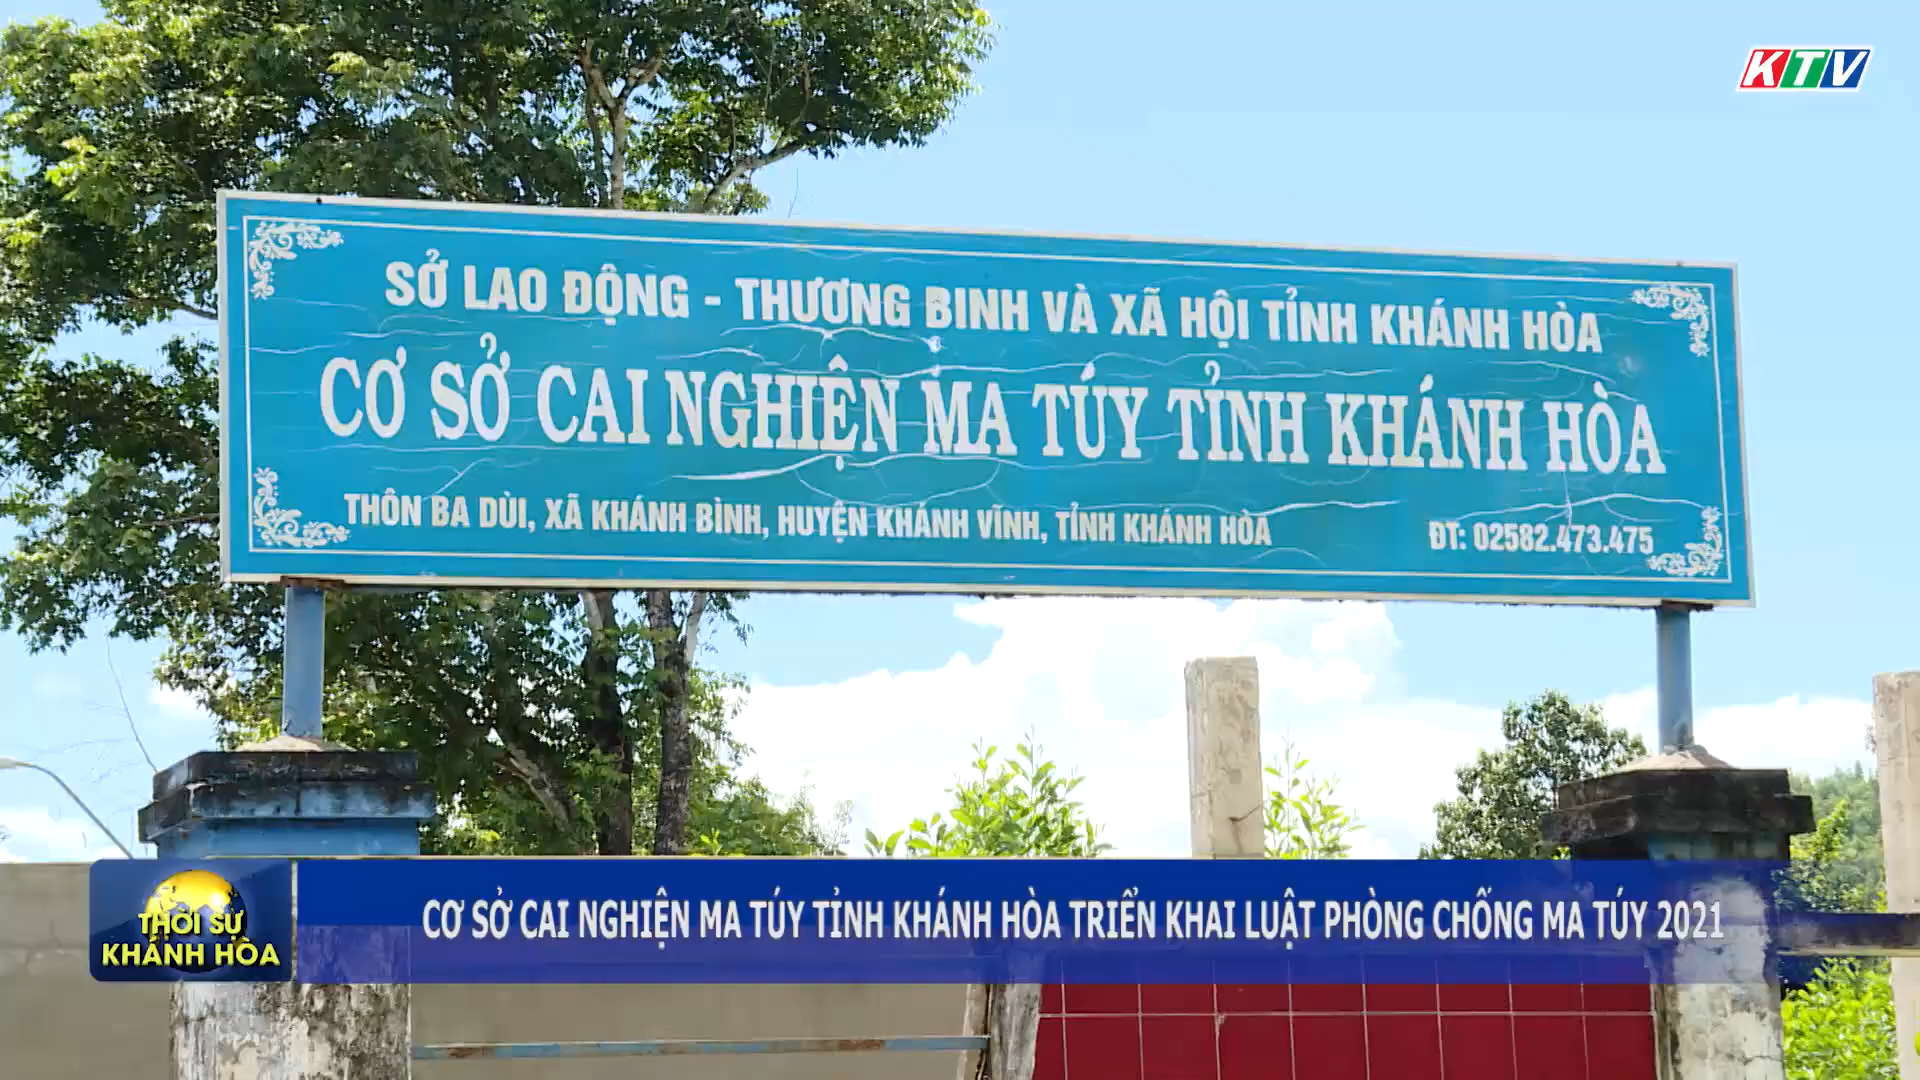 KTV
SỞ LAO ĐỘNG - THƯƠNG BINH VÀ XÃ HỘI TỈNH KHÁNH HÒA
CƠ SỞ CAI NGHIỆN MA TÚY TỈNH KHÁNH HÒA
THÔN BA DÙI, XÃ KHÁNH BÌNH, HUYỆN KHÁNH VĨNH, TỈNH KHÁNH HÒA
ĐT: 02582.473.475
THỜI SỰ
KHÁNH HÒA
CƠ SỞ CAI NGHIỆN MA TÚY TỈNH KHÁNH HÒA TRIỂN KHAI LUẬT PHÒNG CHỐNG MA TÚY 2021